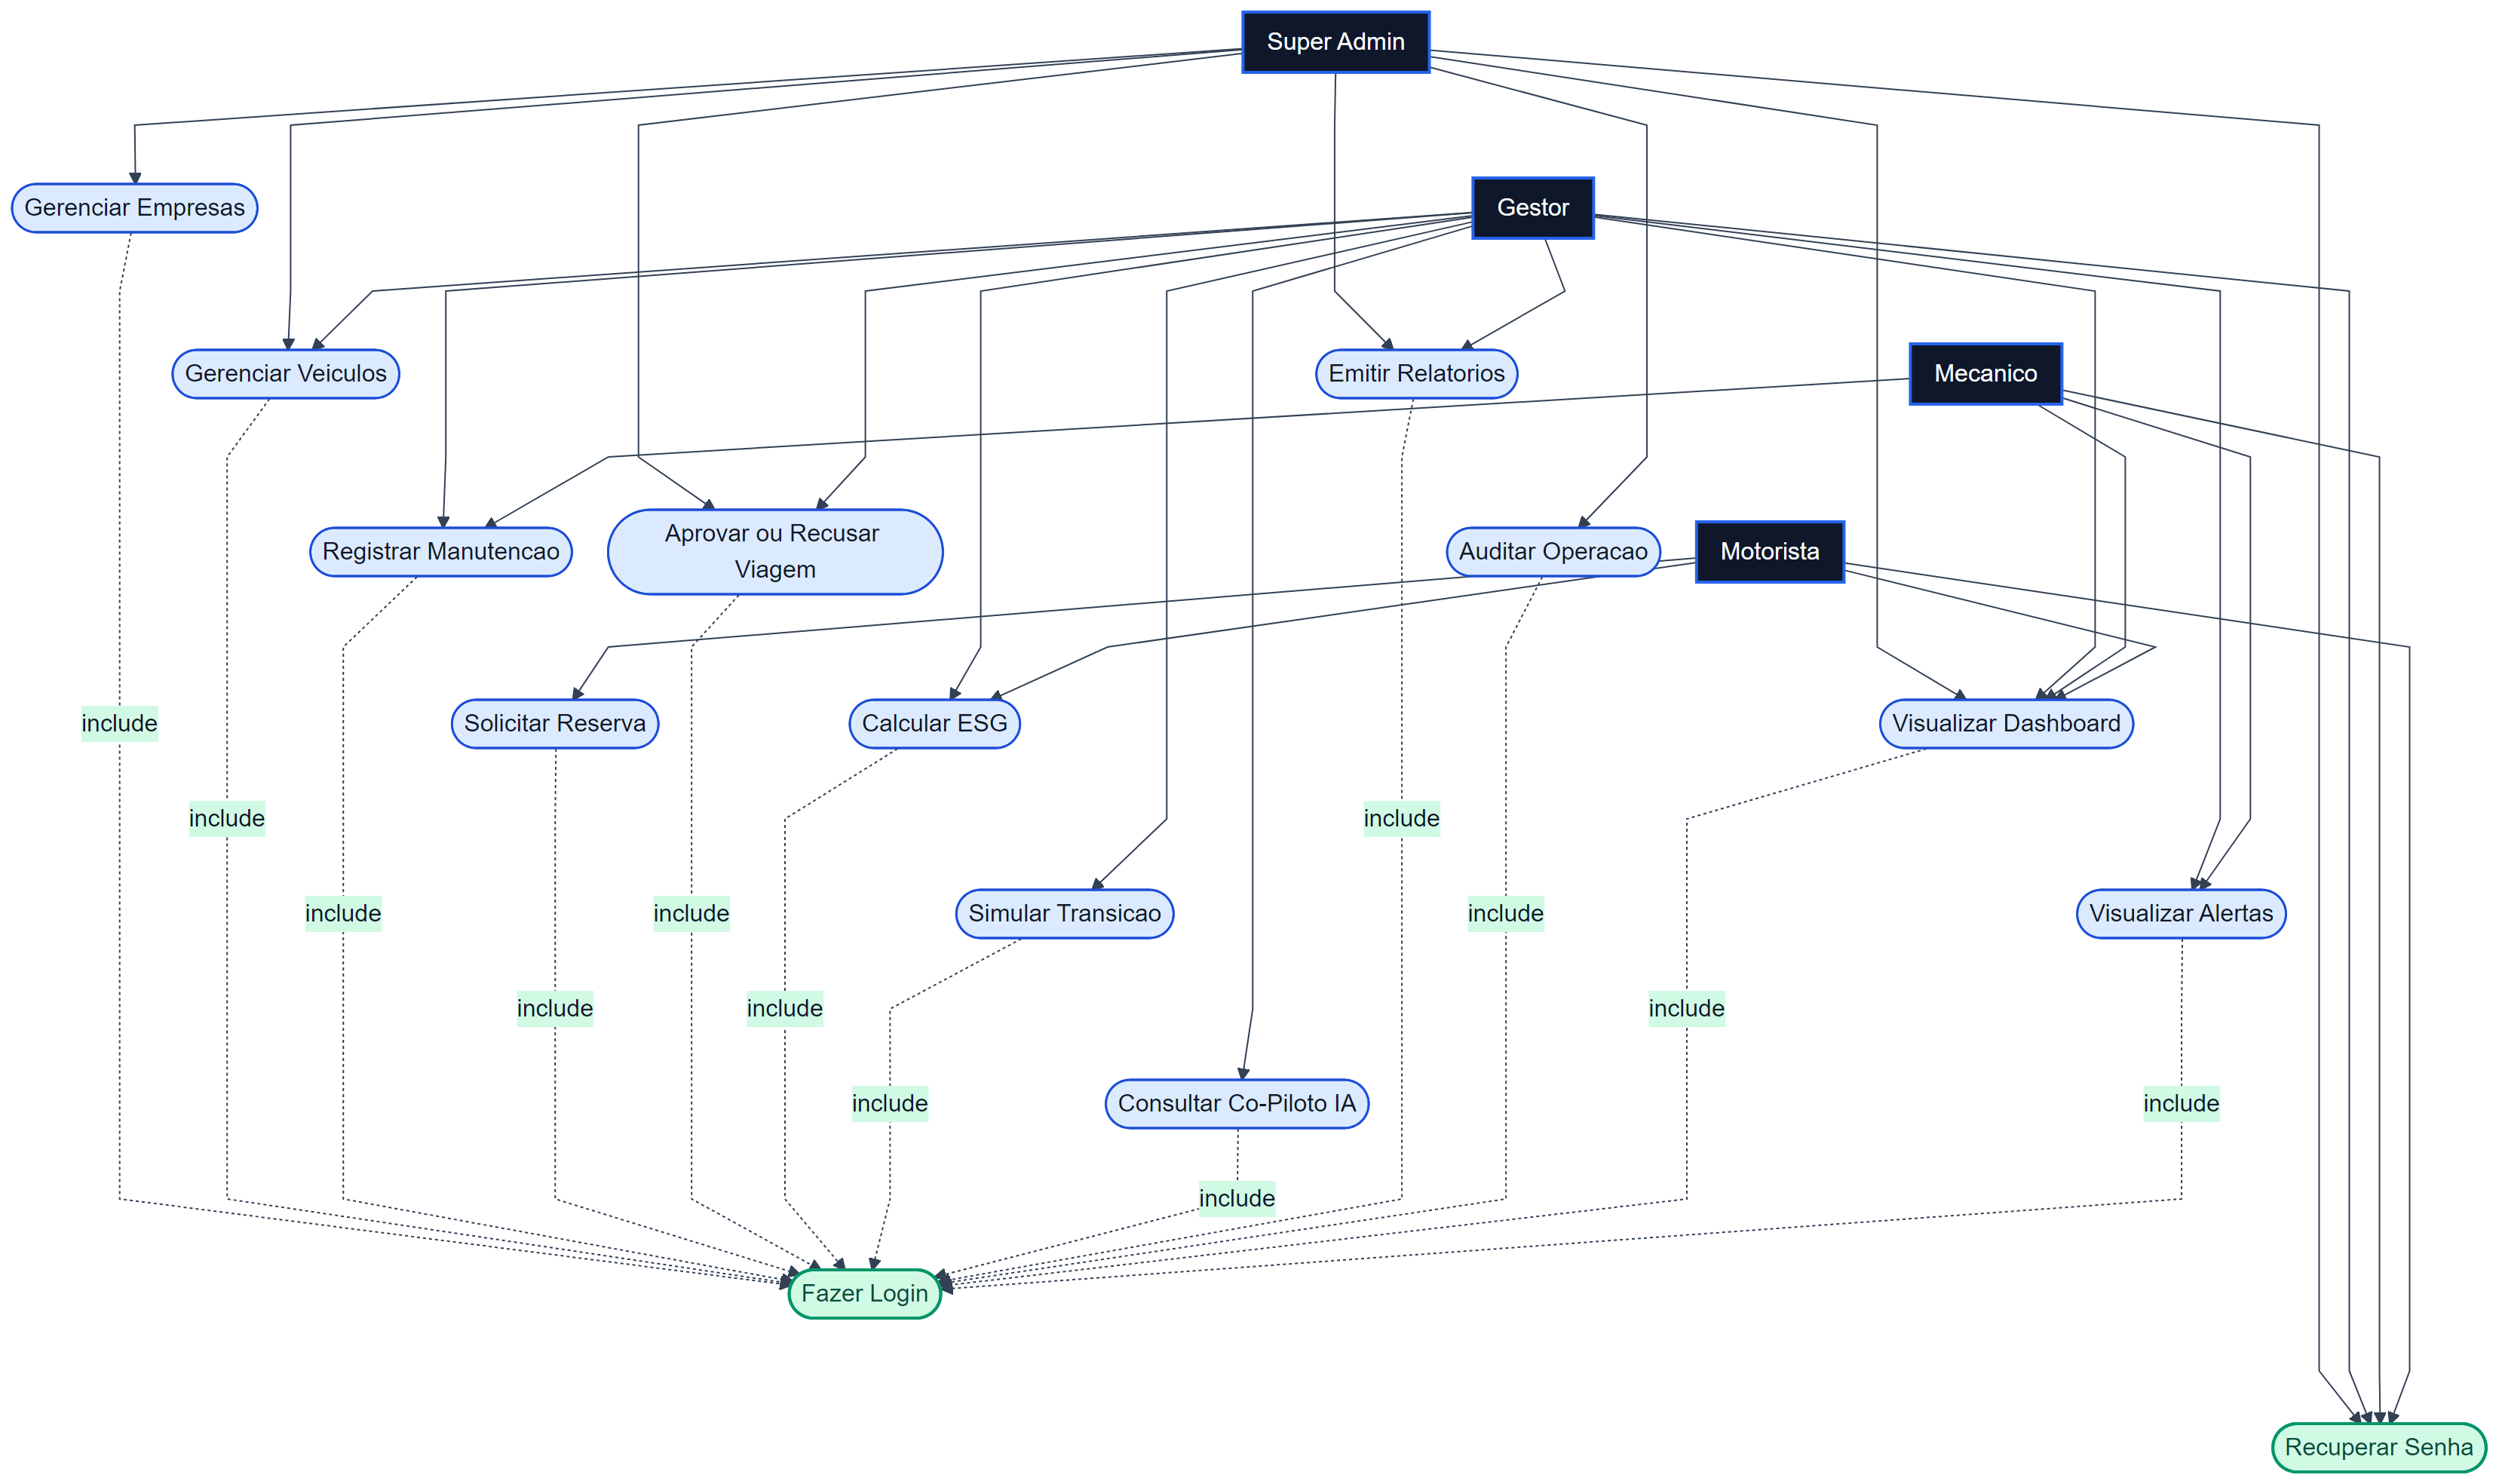 Super Admin
Gerenciar Empresas
Gestor
Gerenciar Veiculos
Emitir Relatorios
Mecanico
Registrar Manutencao
Aprovar ou Recusar
Viagem
Auditar Operacao
Motorista
include
Solicitar Reserva
Calcular ESG
Visualizar Dashboard
include
include
include
include
Simular Transicao
include
Visualizar Alertas
include
include
include
include
Consultar Co-Piloto IA
include
include
Fazer Login
Recuperar Senha